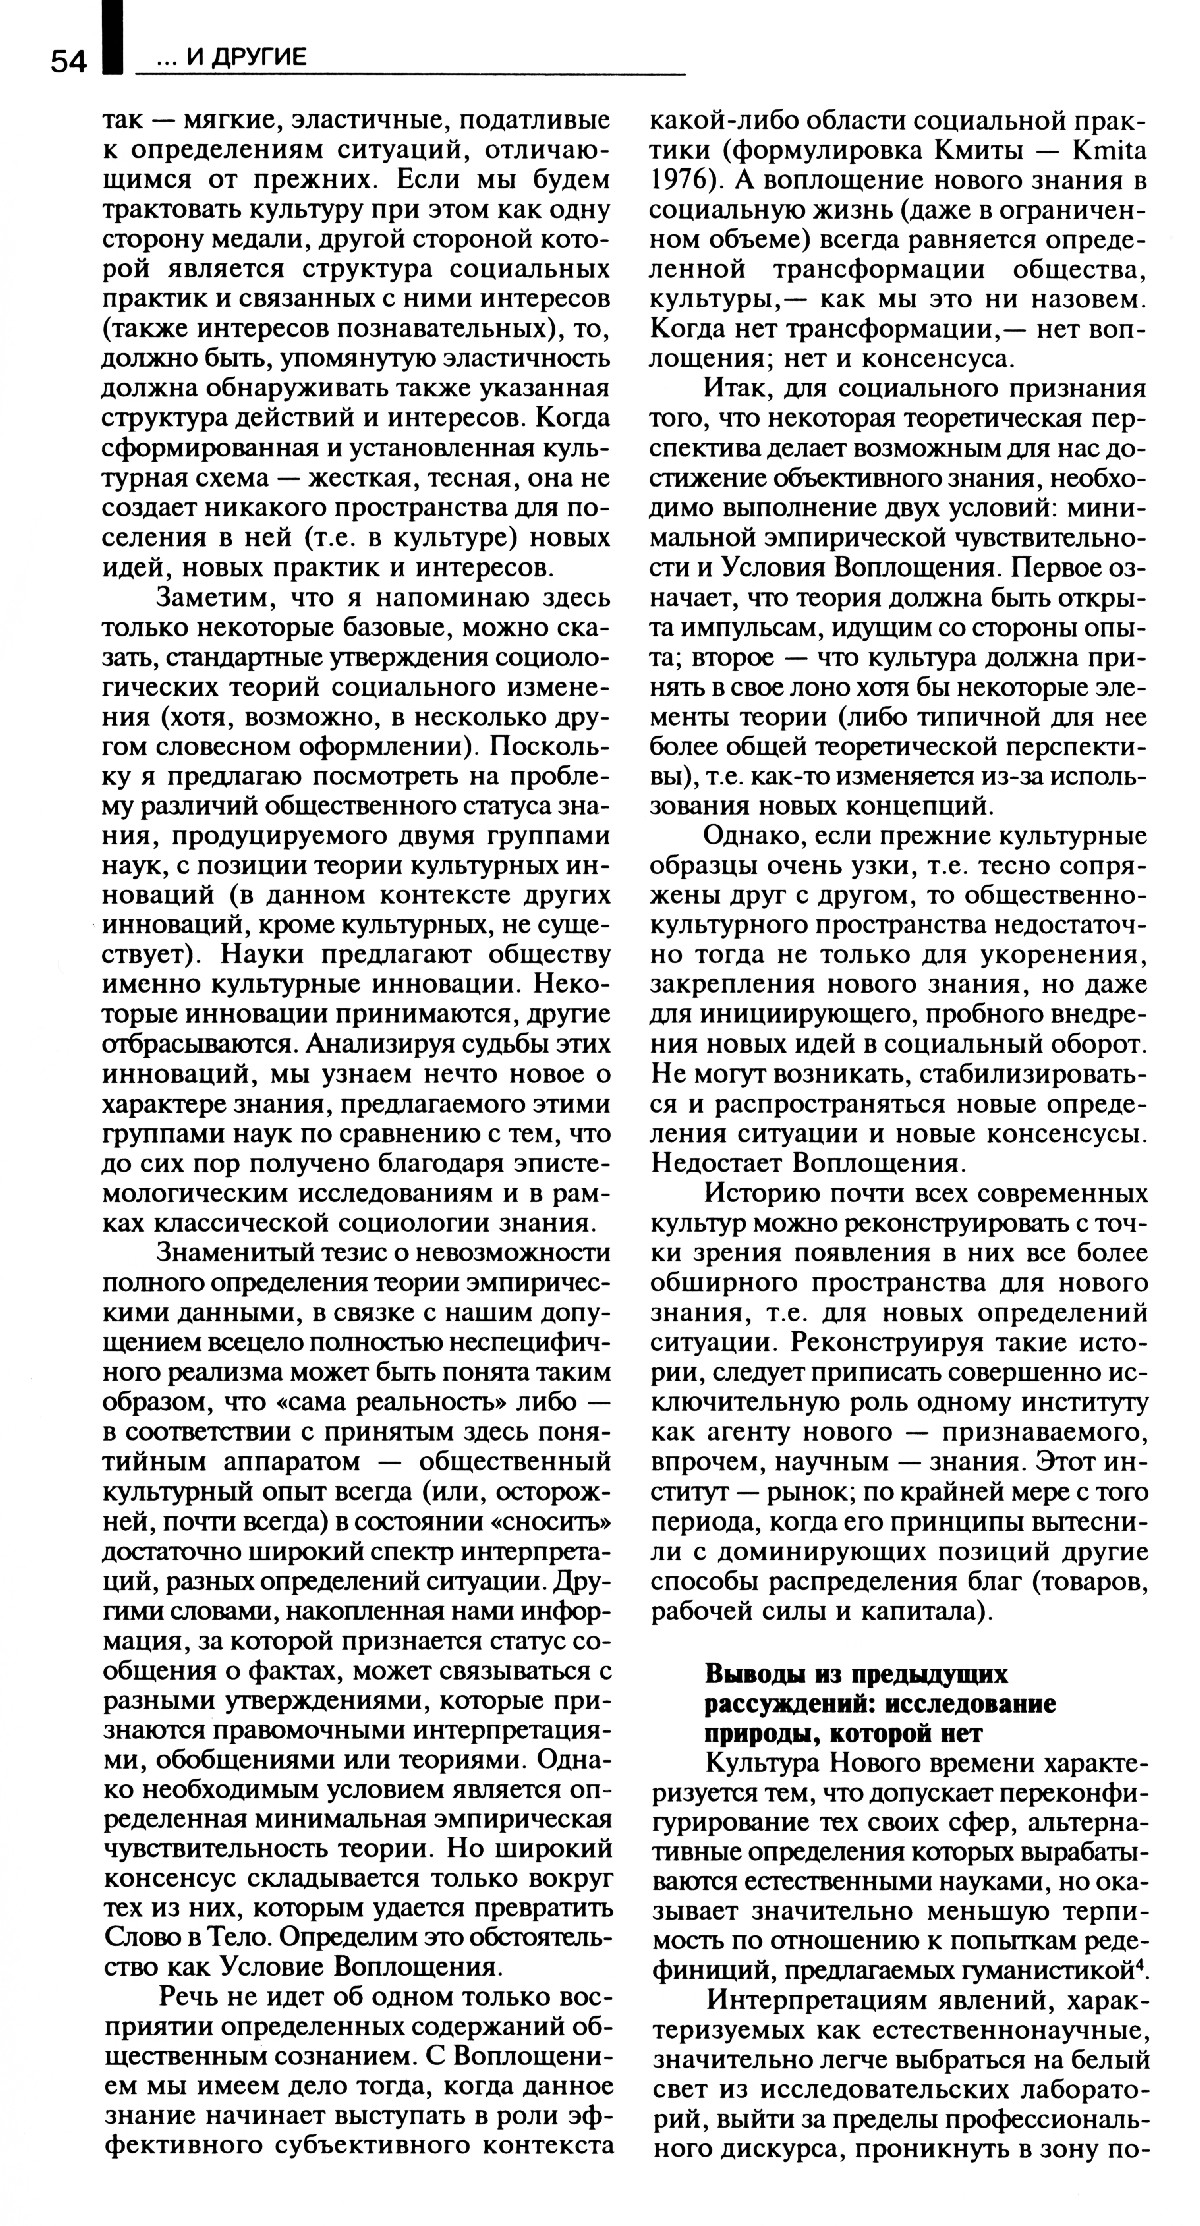 54
... И ДРУГИЕ
так — мягкие, эластичные, податливые
к определениям ситуаций, отличаю-
щимся от прежних. Если мы будем
трактовать культуру при этом как одну
сторону медали, другой стороной кото-
рой является структура социальных
практик и связанных с ними интересов
(также интересов познавательных), то,
должно быть, упомянутую эластичность
должна обнаруживать также указанная
структура действий и интересов. Когда
сформированная и установленная куль-
турная схема — жесткая, тесная, она не
создает никакого пространства для по-
селения в ней (т.е. в культуре) новых
идей, новых практик и интересов.
Заметим, что я напоминаю здесь
только некоторые базовые, можно ска-
зать, стандартные утверждения социоло-
гических теорий социального измене-
ния (хотя, возможно, в несколько дру-
гом словесном оформлении). Посколь-
ку я предлагаю посмотреть на пробле-
му различий общественного статуса зна-
ния, продуцируемого двумя группами
наук, с позиции теории культурных ин-
новаций (в данном контексте других
инноваций, кроме культурных, не суще-
ствует). Науки предлагают обществу
именно культурные инновации. Неко-
торые инновации принимаются, другие
отбрасываются. Анализируя судьбы этих
инноваций, мы узнаем нечто новое о
характере знания, предлагаемого этими
группами наук по сравнению с тем, что
до сих пор получено благодаря эписте-
мологическим исследованиям и в рам-
ках классической социологии знания.
Знаменитый тезис о невозможности
полного определения теории эмпиричес-
кими данными, в связке с нашим допу-
щением всецело полностью неспецифич-
ного реализма может быть понята таким
образом, что «сама реальность» либо —
в соответствии с принятым здесь поня-
тийным аппаратом — общественный
культурный опыт всегда (или, осторож-
ней, почти всегда) в состоянии «сносить»
достаточно широкий спектр интерпрета-
ций, разных определений ситуации. Дру-
гими словами, накопленная нами инфор-
мация, за которой признается статус со-
общения о фактах, может связываться с
разными утверждениями, которые при-
знаются правомочными интерпретация-
ми, обобщениями или теориями. Одна-
ко необходимым условием является оп-
ределенная минимальная эмпирическая
чувствительность теории. Но широкий
консенсус складывается только вокруг
тех из них, которым удается превратить
Слово в Тело. Определим это обстоятель-
ство как Условие Воплощения.
Речь не идет об одном только вос-
приятии определенных содержаний об-
щественным сознанием. С Воплощени-
ем мы имеем дело тогда, когда данное
знание начинает выступать в роли эф-
фективного субъективного контекста
какой-либо области социальной прак-
тики (формулировка Кмиты — Kmita
1976). А воплощение нового знания в
социальную жизнь (даже в ограничен-
ном объеме) всегда равняется опреде-
ленной трансформации общества,
культуры,— как мы это ни назовем.
Когда нет трансформации,— нет воп-
лощения; нет и консенсуса.
Итак, для социального признания
того, что некоторая теоретическая пер-
спектива делает возможным для нас до-
стижение объективного знания, необхо-
димо выполнение двух условий: мини-
мальной эмпирической чувствительно-
сти и Условия Воплощения. Первое оз-
начает, что теория должна быть откры-
та импульсам, идущим со стороны опы-
та; второе — что культура должна при-
нять в свое лоно хотя бы некоторые эле-
менты теории (либо типичной для нее
более общей теоретической перспекти-
вы), т.е. как-то изменяется из-за исполь-
зования новых концепций.
Однако, если прежние культурные
образцы очень узки, т.е. тесно сопря-
жены друг с другом, то общественно-
культурного пространства недостаточ-
но тогда не только для укоренения,
закрепления нового знания, но даже
для инициирующего, пробного внедре-
ния новых идей в социальный оборот.
Не могут возникать, стабилизировать-
ся и распространяться новые опреде-
ления ситуации и новые консенсусы.
Недостает Воплощения.
Историю почти всех современных
культур можно реконструировать с точ-
ки зрения появления в них все более
обширного пространства для нового
знания, т.е. для новых определений
ситуации. Реконструируя такие исто-
рии, следует приписать совершенно ис-
ключительную роль одному институту
как агенту нового — признаваемого,
впрочем, научным — знания. Этот ин-
ститут — рынок; по крайней мере с того
периода, когда его принципы вытесни-
ли с доминирующих позиций другие
способы распределения благ (товаров,
рабочей силы и капитала).
Выводы из предыдущих
рассуждений: исследование
природы, которой нет
Культура Нового времени характе-
ризуется тем, что допускает переконфи-
гурирование тех своих сфер, альтерна-
тивные определения которых вырабаты-
ваются естественными науками, но ока-
зывает значительно меньшую терпи-
мость по отношению к попыткам реде-
финиций, предлагаемых гуманистикой⁴.
Интерпретациям явлений, харак-
теризуемых как естественнонаучные,
значительно легче выбраться на белый
свет из исследовательских лаборато-
рий, выйти за пределы профессиональ-
ного дискурса, проникнуть в зону по-